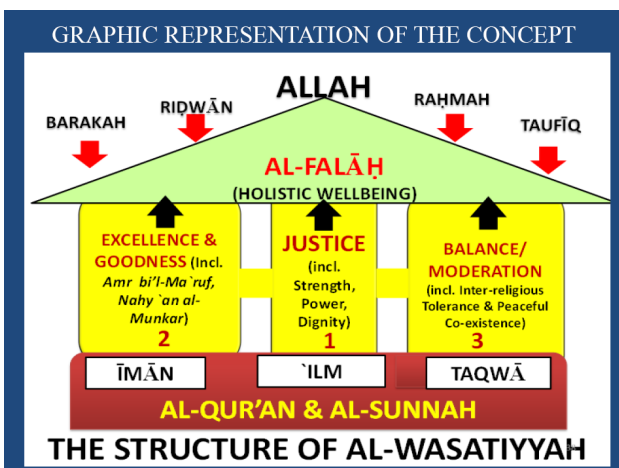 GRAPHIC REPRESENTATION OF THE CONCEPT
ALLAH
BARAKAH
RIḌWĀN
RAḤMAH
TAUFĪQ
AL-FALĀḤ
(HOLISTIC WELLBEING)
EXCELLENCE &
GOODNESS (Incl.
Amr bi'l-Ma`ruf,
Nahy `an al-
Munkar)
2
JUSTICE
(incl.
Strength,
Power,
Dignity)
1
BALANCE/
MODERATION
(incl. Inter-religious
Tolerance & Peaceful
Co-existence)
3
ĪMĀN
`ILM
TAQWĀ
AL-QUR'AN & AL-SUNNAH
THE STRUCTURE OF AL-WASATIYYAH